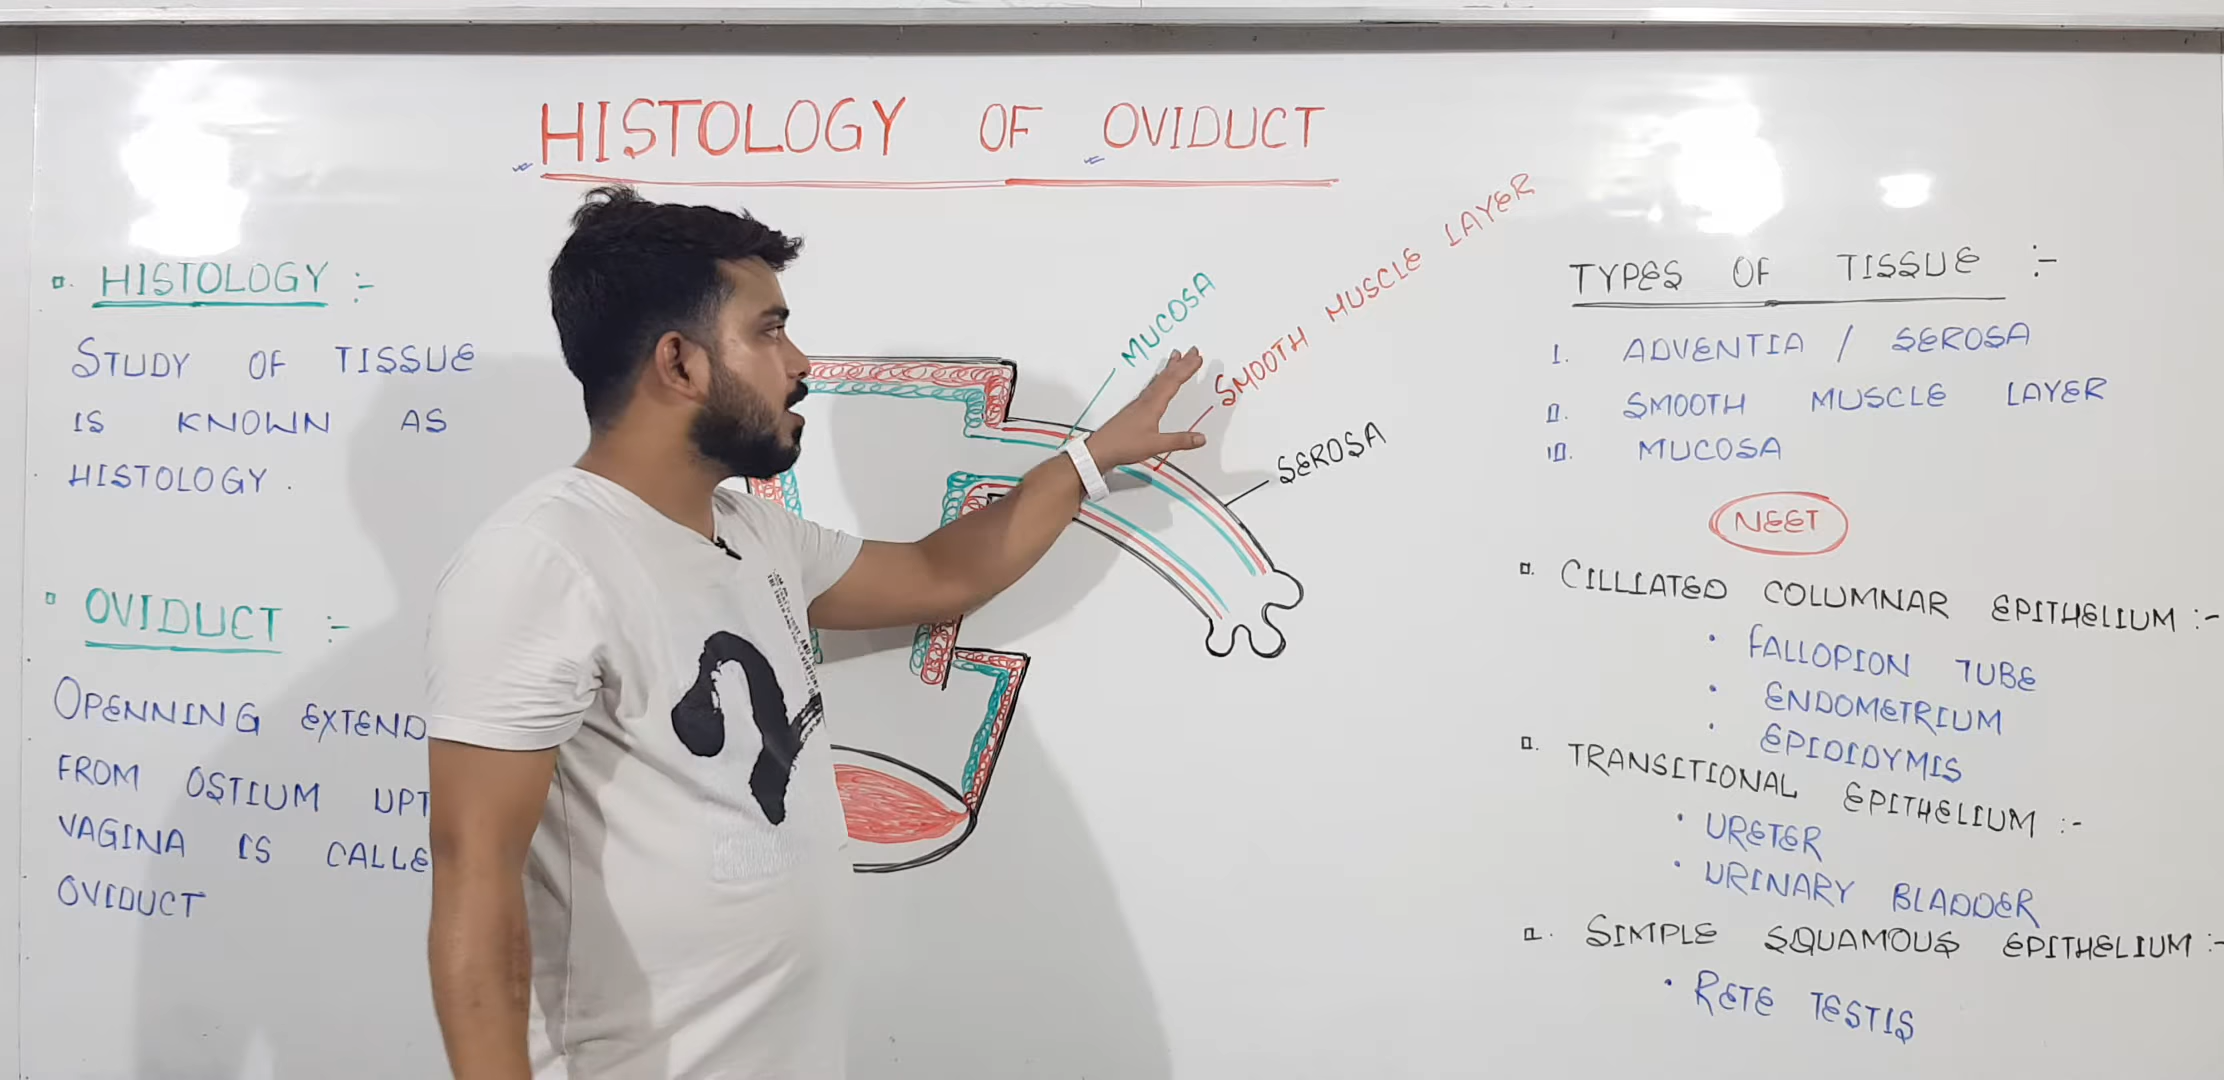 HISTOLOGY OF OVIDUCT
HISTOLOGY :-
STUDY OF TISSUE
IS KNOWN AS
HISTOLOGY.
OVIDUCT :-
OPENNING EXTEND
FROM OSTIUM UPT
VAGINA IS CALLE
OVIDUCT
MUCOSA
SMOOTH MUSCLE LAYER
SEROSA
TYPES OF TISSUE :-
I. ADVENTIA / SEROSA
II. SMOOTH MUSCLE LAYER
III. MUCOSA
NEET
CILLIATED COLUMNAR EPITHELIUM :-
• FALLOPION TUBE
• ENDOMETRIUM
• EPIDIDYMIS
TRANSITIONAL EPITHELIUM :-
• URETER
• URINARY BLADDER
SIMPLE SQUAMOUS EPITHELIUM :-
• RETE TESTIS